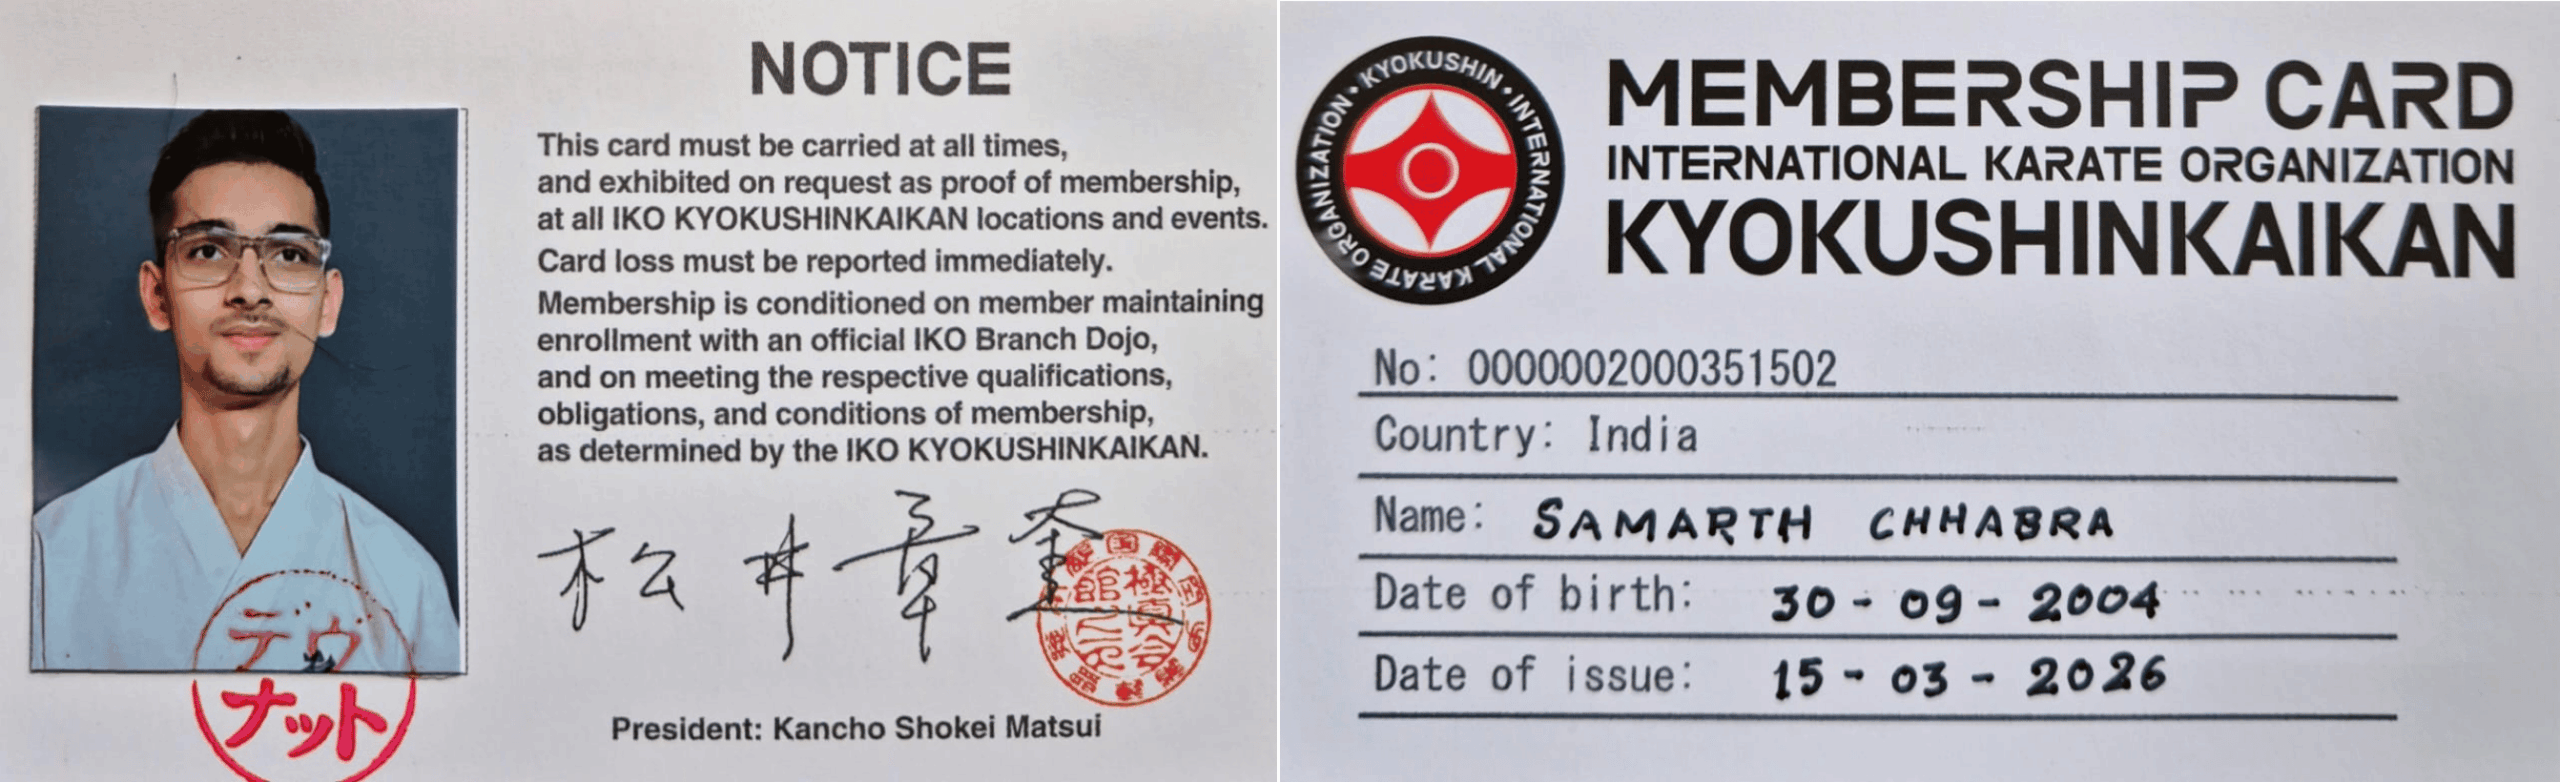 NOTICE
This card must be carried at all times,
and exhibited on request as proof of membership,
at all IKO KYOKUSHINKAIKAN locations and events.
Card loss must be reported immediately.
Membership is conditioned on member maintaining
enrollment with an official IKO Branch Dojo,
and on meeting the respective qualifications,
obligations, and conditions of membership,
as determined by the IKO KYOKUSHINKAIKAN.
松井章奎
President: Kancho Shokei Matsui
デヴ
ナット
KYOKUSHIN • INTERNATIONAL KARATE ORGANIZATION •
MEMBERSHIP CARD
INTERNATIONAL KARATE ORGANIZATION
KYOKUSHINKAIKAN
No: 0000002000351502
Country: India
Name: SAMARTH CHHABRA
Date of birth: 30-09-2004
Date of issue: 15-03-2026